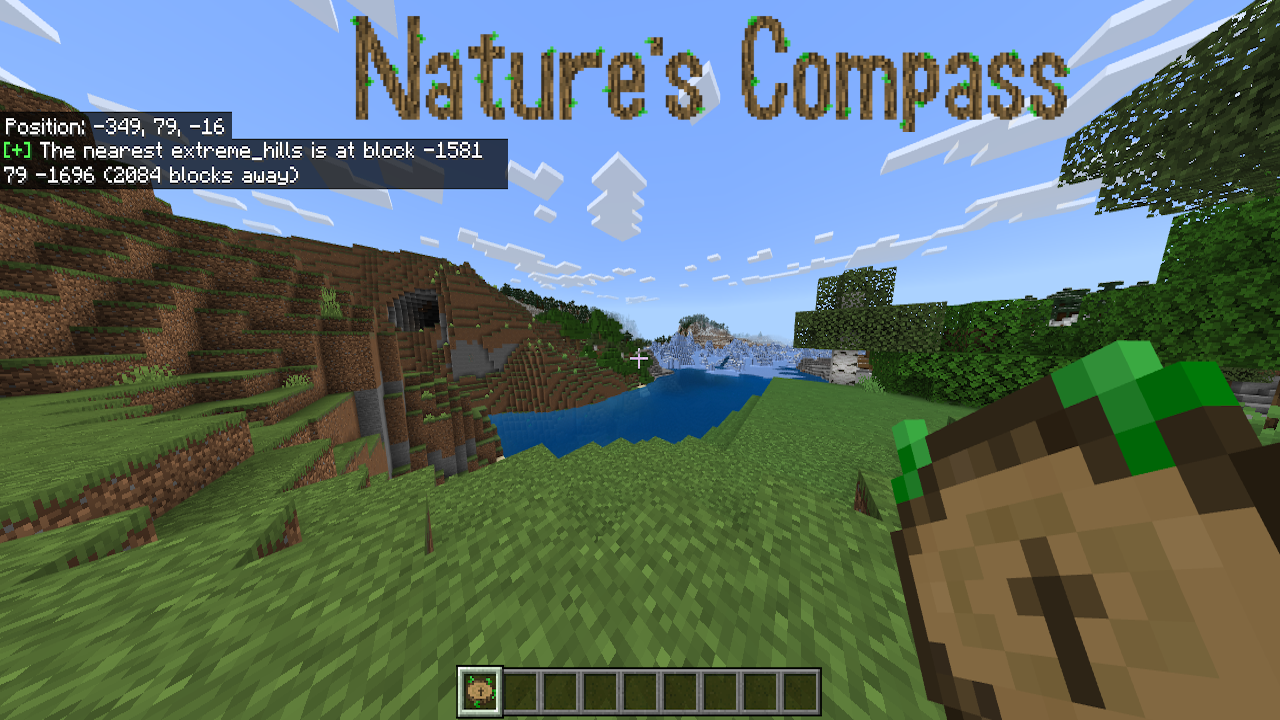 Nature's Compass
Position: -349, 79, -16
[+] The nearest extreme_hills is at block -1581
79 -1696 (2084 blocks away)